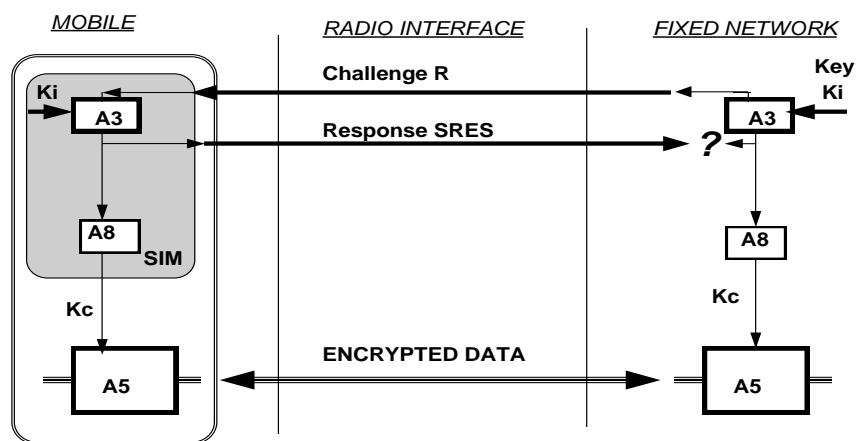 MOBILE
RADIO INTERFACE
FIXED NETWORK
Challenge R
Key
Ki
Ki
A3
A3
Response SRES
?
A8
SIM
A8
Kc
Kc
ENCRYPTED DATA
A5
A5